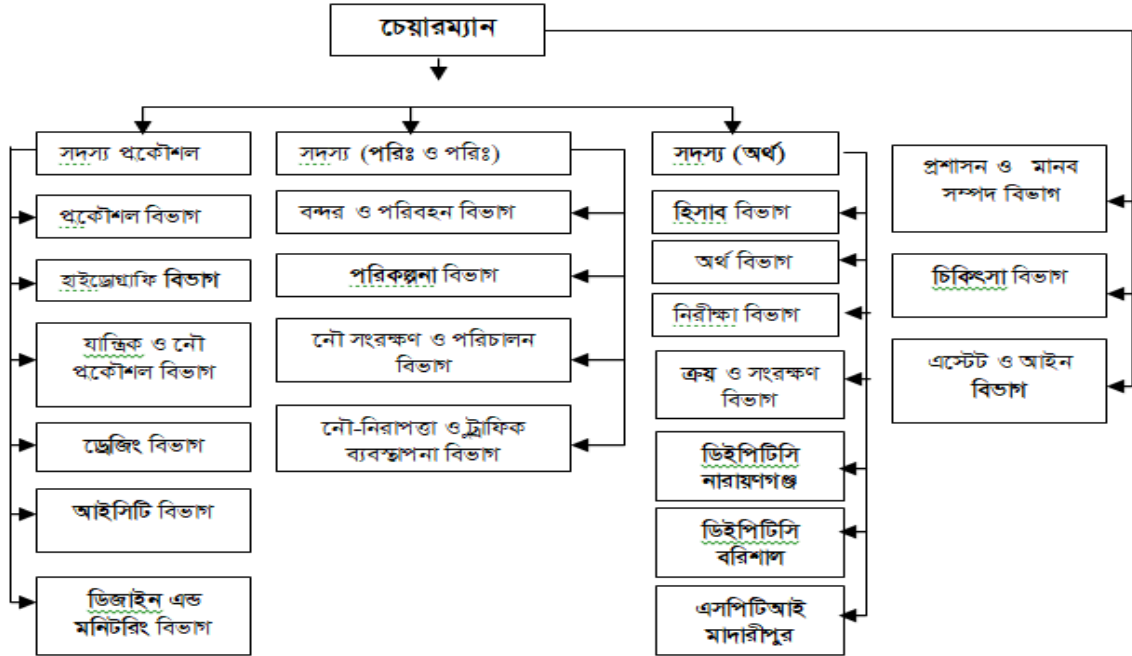 চেয়ারম্যান
সদস্য প্রকৌশল
প্রকৌশল বিভাগ
হাইড্রোগ্রাফি বিভাগ
যান্ত্রিক ও নৌ
প্রকৌশল বিভাগ
ড্রেজিং বিভাগ
আইসিটি বিভাগ
ডিজাইন এন্ড
মনিটরিং বিভাগ
সদস্য (পরিঃ ও পরিঃ)
বন্দর ও পরিবহন বিভাগ
পরিকল্পনা বিভাগ
নৌ সংরক্ষণ ও পরিচালন
বিভাগ
নৌ-নিরাপত্তা ও ট্রাফিক
ব্যবস্থাপনা বিভাগ
সদস্য (অর্থ)
হিসাব বিভাগ
অর্থ বিভাগ
নিরীক্ষা বিভাগ
ক্রয় ও সংরক্ষণ
বিভাগ
ডিইপিটিসি
নারায়ণগঞ্জ
ডিইপিটিসি
বরিশাল
এসপিটিআই
মাদারীপুর
প্রশাসন ও মানব
সম্পদ বিভাগ
চিকিৎসা বিভাগ
এস্টেট ও আইন
বিভাগ